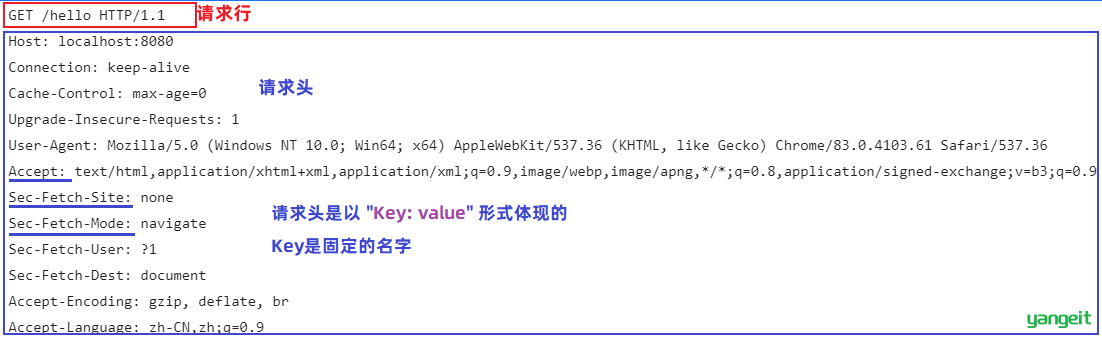 GET /hello HTTP/1.1 请求行
Host: localhost:8080
Connection: keep-alive
Cache-Control: max-age=0 请求头
Upgrade-Insecure-Requests: 1
User-Agent: Mozilla/5.0 (Windows NT 10.0; Win64; x64) AppleWebKit/537.36 (KHTML, like Gecko) Chrome/83.0.4103.61 Safari/537.36
Accept: text/html,application/xhtml+xml,application/xml;q=0.9,image/webp,image/apng,*/*;q=0.8,application/signed-exchange;v=b3;q=0.9
Sec-Fetch-Site: none
请求头是以 "Key: value" 形式体现的
Sec-Fetch-Mode: navigate
Key是固定的名字
Sec-Fetch-User: ?1
Sec-Fetch-Dest: document
Accept-Encoding: gzip, deflate, br
Accept-Language: zh-CN,zh;q=0.9
yangeit